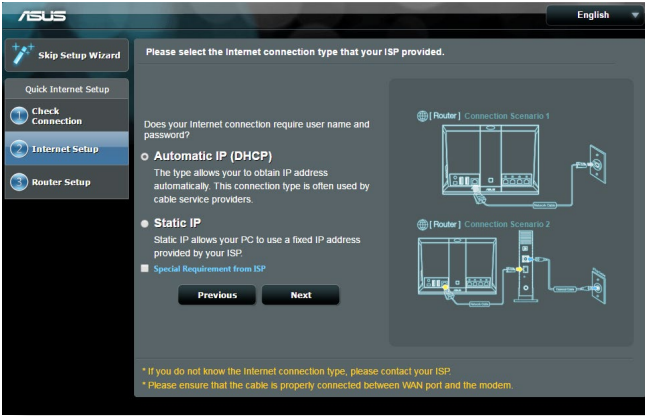 ASUS
English
Skip Setup Wizard
Please select the Internet connection type that your ISP provided.
Quick Internet Setup
1 Check
Connection
2 Internet Setup
3 Router Setup
Does your Internet connection require user name and
password?
Automatic IP (DHCP)
The type allows your to obtain IP address
automatically. This connection type is often used by
cable service providers.
Static IP
Static IP allows your PC to use a fixed IP address
provided by your ISP.
Special Requirement from ISP
Previous
Next
[ Router ] Connection Scenario 1
[ Router ] Connection Scenario 2
* If you do not know the Internet connection type, please contact your ISP.
* Please ensure that the cable is properly connected between WAN port and the modem.